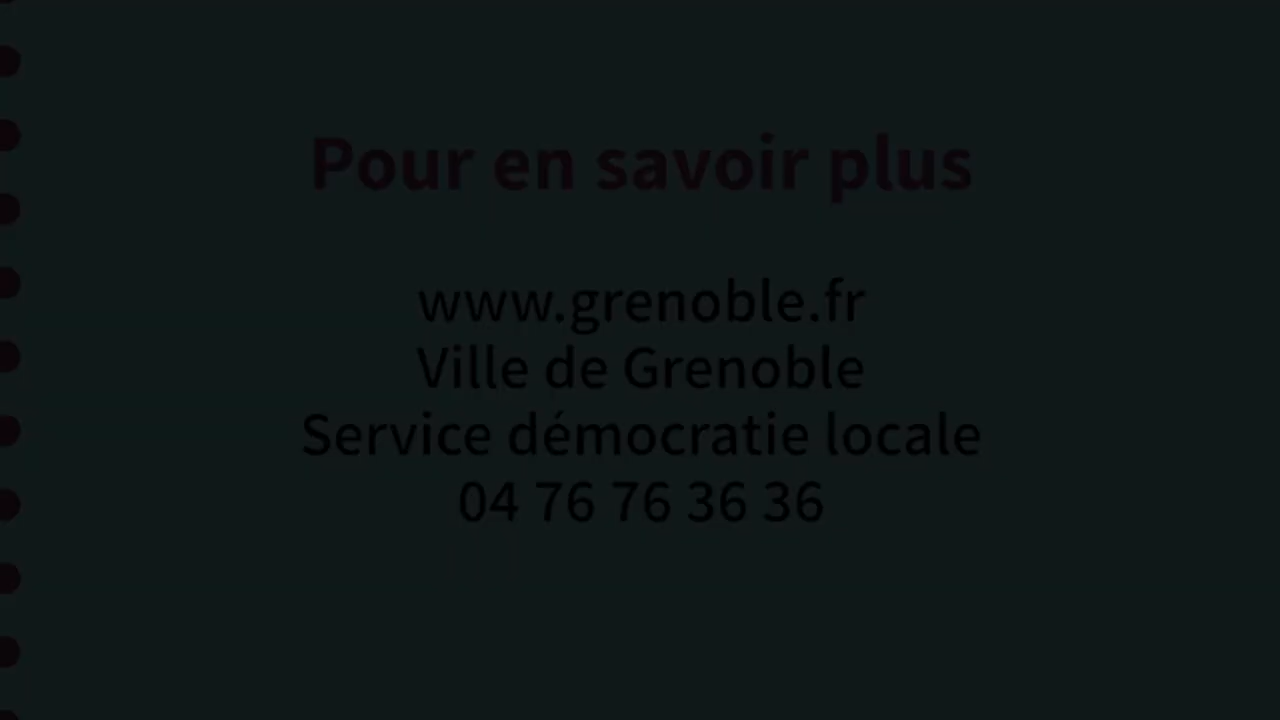 Pour en savoir plus
www.grenoble.fr
Ville de Grenoble
Service démocratie locale
04 76 76 36 36